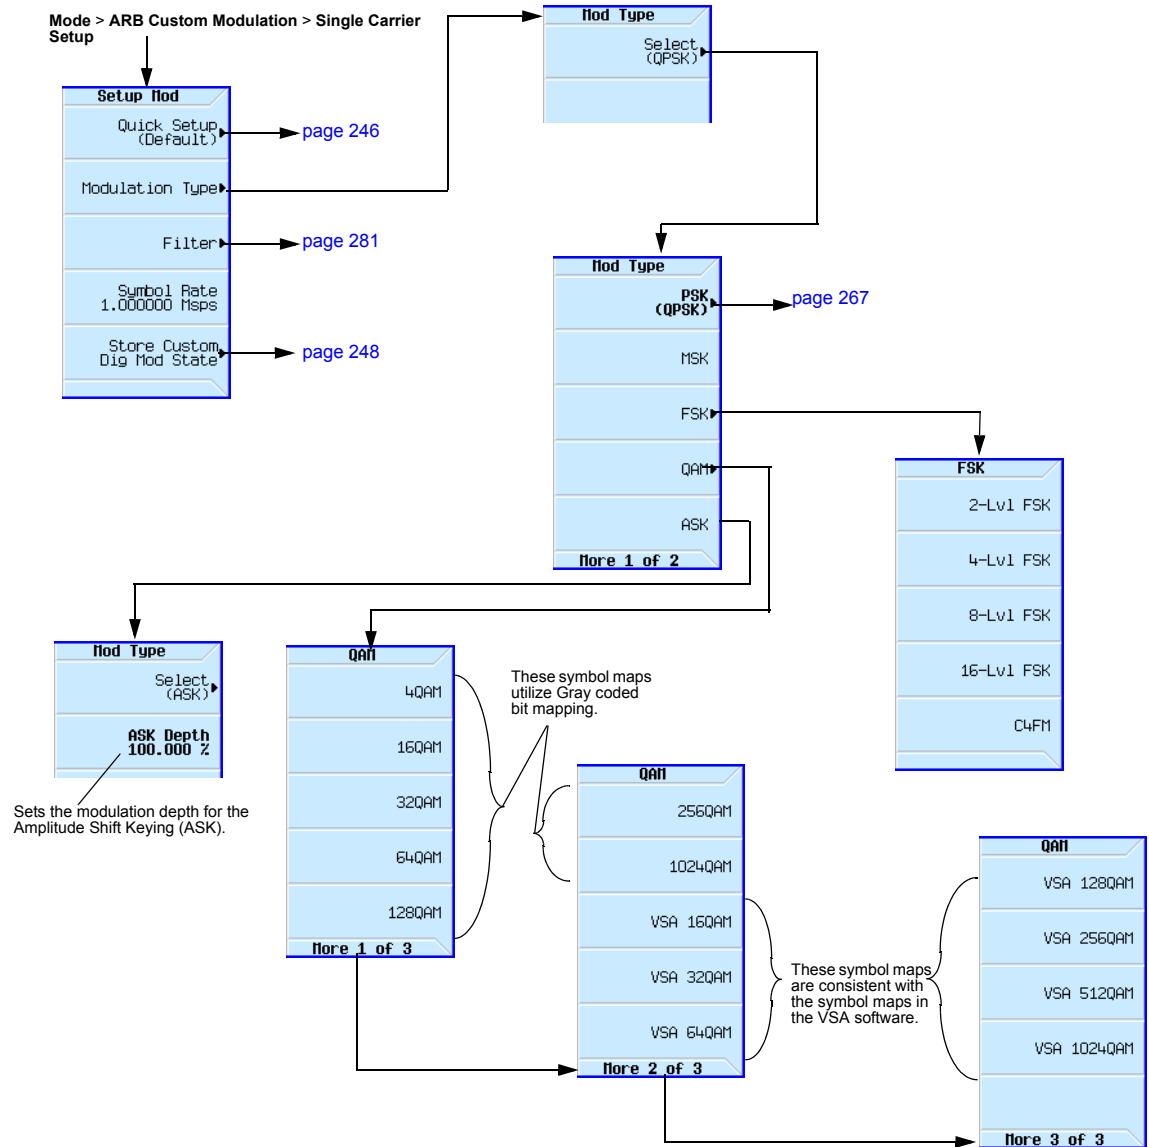 Mode > ARB Custom Modulation > Single Carrier
Setup
Setup Mod
Quick Setup
(Default)
page 246
Modulation Type
Filter
page 281
Symbol Rate
1.000000 Msps
Store Custom
Dig Mod State
page 248
Mod Type
Select
(QPSK)
Mod Type
PSK
(QPSK)
page 267
MSK
FSK
QAM
ASK
More 1 of 2
FSK
2-Lvl FSK
4-Lvl FSK
8-Lvl FSK
16-Lvl FSK
C4FM
Mod Type
Select
(ASK)
ASK Depth
100.000 %
Sets the modulation depth for the
Amplitude Shift Keying (ASK).
QAM
4QAM
16QAM
32QAM
64QAM
128QAM
More 1 of 3
These symbol maps
utilize Gray coded
bit mapping.
QAM
256QAM
1024QAM
VSA 16QAM
VSA 32QAM
VSA 64QAM
More 2 of 3
These symbol maps
are consistent with
the symbol maps in
the VSA software.
QAM
VSA 128QAM
VSA 256QAM
VSA 512QAM
VSA 1024QAM
More 3 of 3